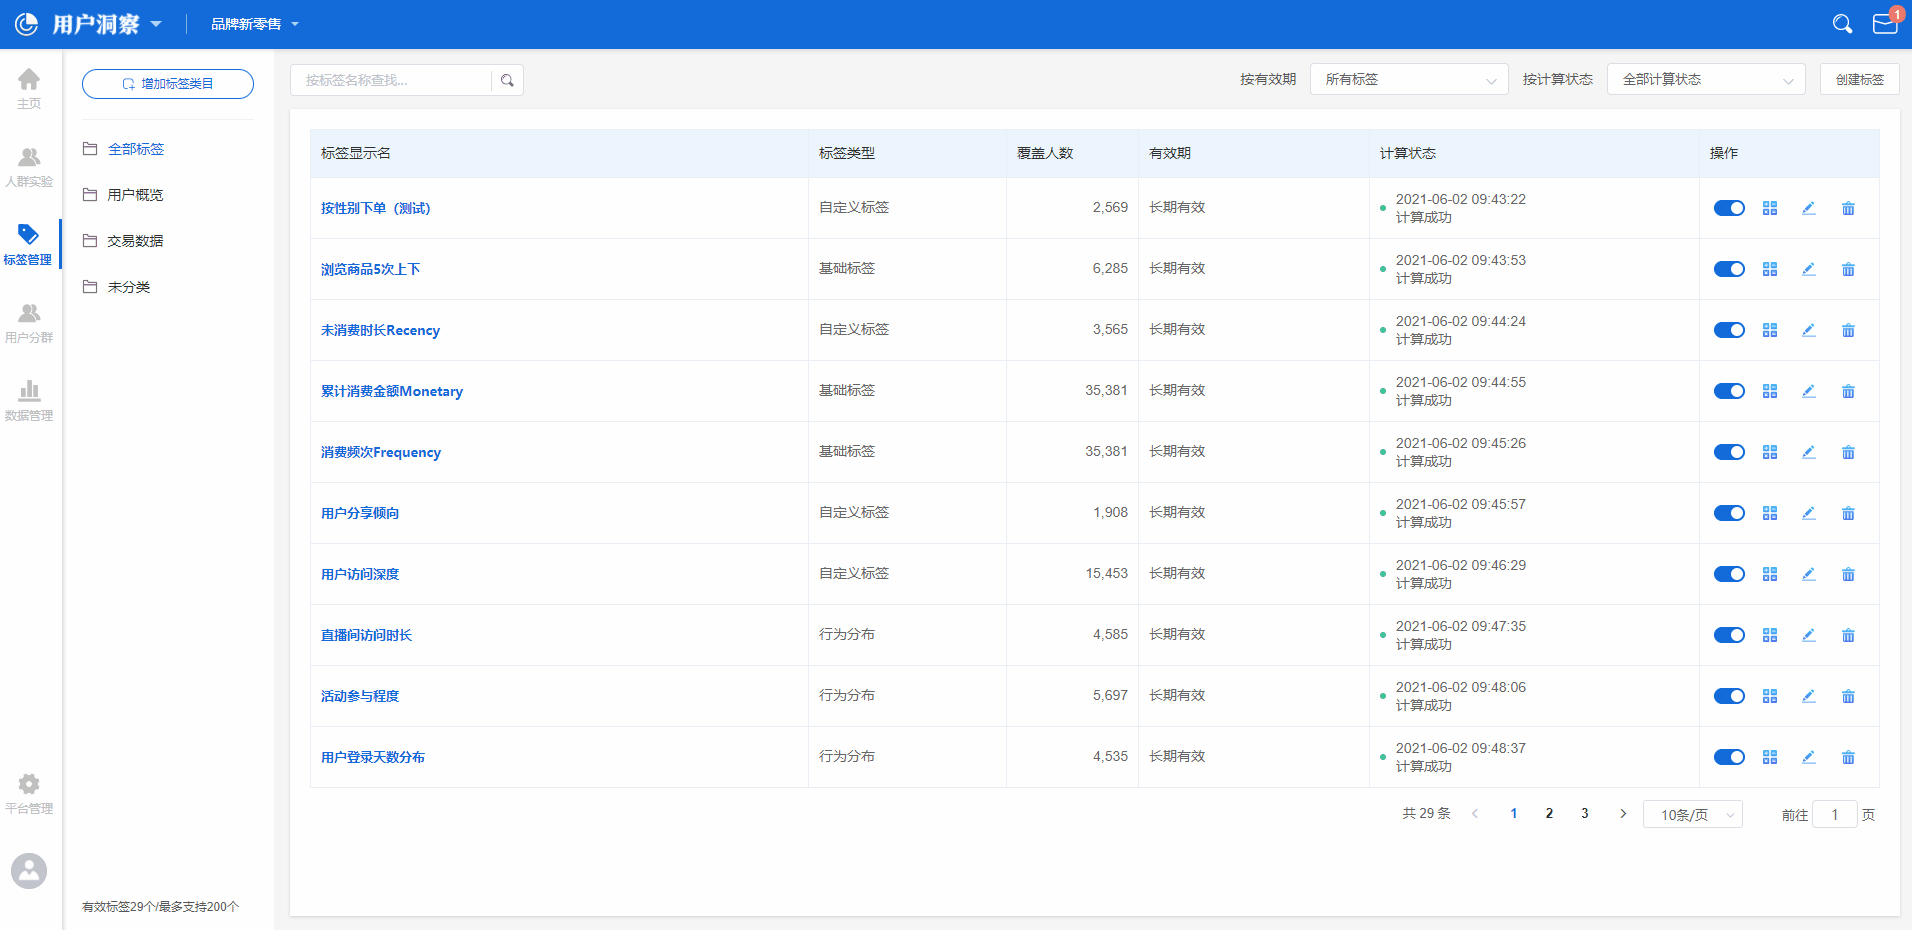 用户洞察
品牌新零售
1
主页
人群实验
标签管理
用户分群
数据管理
平台管理
增加标签类目
全部标签
用户概览
交易数据
未分类
有效标签29个/最多支持200个
按标签名称查找...
按有效期 所有标签 按计算状态 全部计算状态 创建标签
标签显示名 标签类型 覆盖人数 有效期 计算状态 操作
按性别下单（测试） 自定义标签 2,569 长期有效 2021-06-02 09:43:22
计算成功
浏览商品5次上下 基础标签 6,285 长期有效 2021-06-02 09:43:53
计算成功
未消费时长Recency 自定义标签 3,565 长期有效 2021-06-02 09:44:24
计算成功
累计消费金额Monetary 基础标签 35,381 长期有效 2021-06-02 09:44:55
计算成功
消费频次Frequency 基础标签 35,381 长期有效 2021-06-02 09:45:26
计算成功
用户分享倾向 自定义标签 1,908 长期有效 2021-06-02 09:45:57
计算成功
用户访问深度 自定义标签 15,453 长期有效 2021-06-02 09:46:29
计算成功
直播间访问时长 行为分布 4,585 长期有效 2021-06-02 09:47:35
计算成功
活动参与程度 行为分布 5,697 长期有效 2021-06-02 09:48:06
计算成功
用户登录天数分布 行为分布 4,535 长期有效 2021-06-02 09:48:37
计算成功
共 29 条 1 2 3 10条/页 前往 1 页